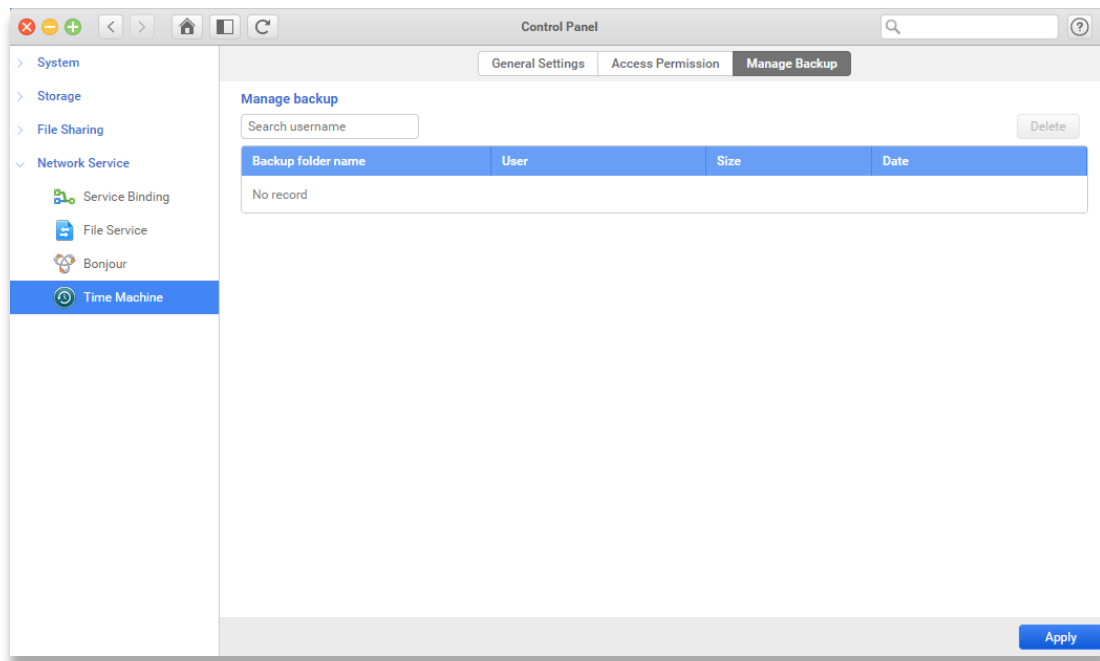 Control Panel
System
Storage
File Sharing
Network Service
Service Binding
File Service
Bonjour
Time Machine
General Settings Access Permission Manage Backup
Manage backup
Search username Delete
Backup folder name User Size Date
No record
Apply